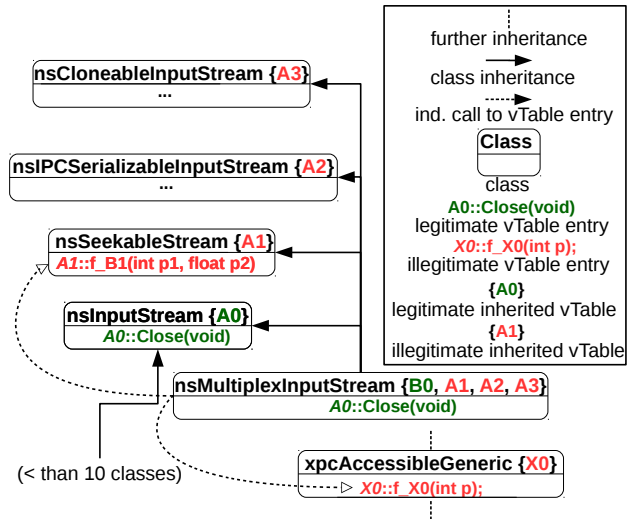 nsCloneableInputStream {A3}
...
nsIPCSerializableInputStream {A2}
...
nsSeekableStream {A1}
A1::f_B1(int p1, float p2)
nsInputStream {A0}
A0::Close(void)
nsMultiplexInputStream {B0, A1, A2, A3}
A0::Close(void)
(< than 10 classes)
xpcAccessibleGeneric {X0}
X0::f_X0(int p);
further inheritance
class inheritance
ind. call to vTable entry
Class
class
A0::Close(void)
legitimate vTable entry
X0::f_X0(int p);
illegitimate vTable entry
{A0}
legitimate inherited vTable
{A1}
illegitimate inherited vTable